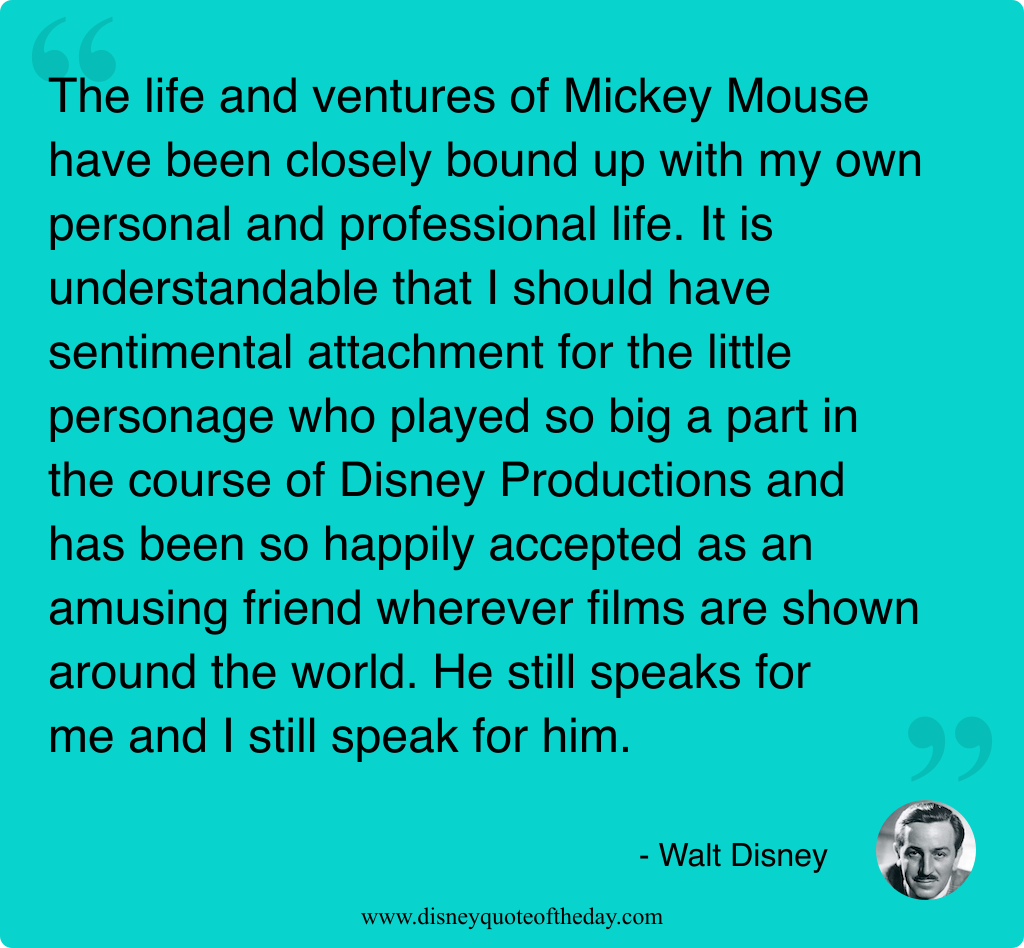 The life and ventures of Mickey Mouse
have been closely bound up with my own
personal and professional life. It is
understandable that I should have
sentimental attachment for the little
personage who played so big a part in
the course of Disney Productions and
has been so happily accepted as an
amusing friend wherever films are shown
around the world. He still speaks for
me and I still speak for him.
- Walt Disney
www.disneyquoteoftheday.com